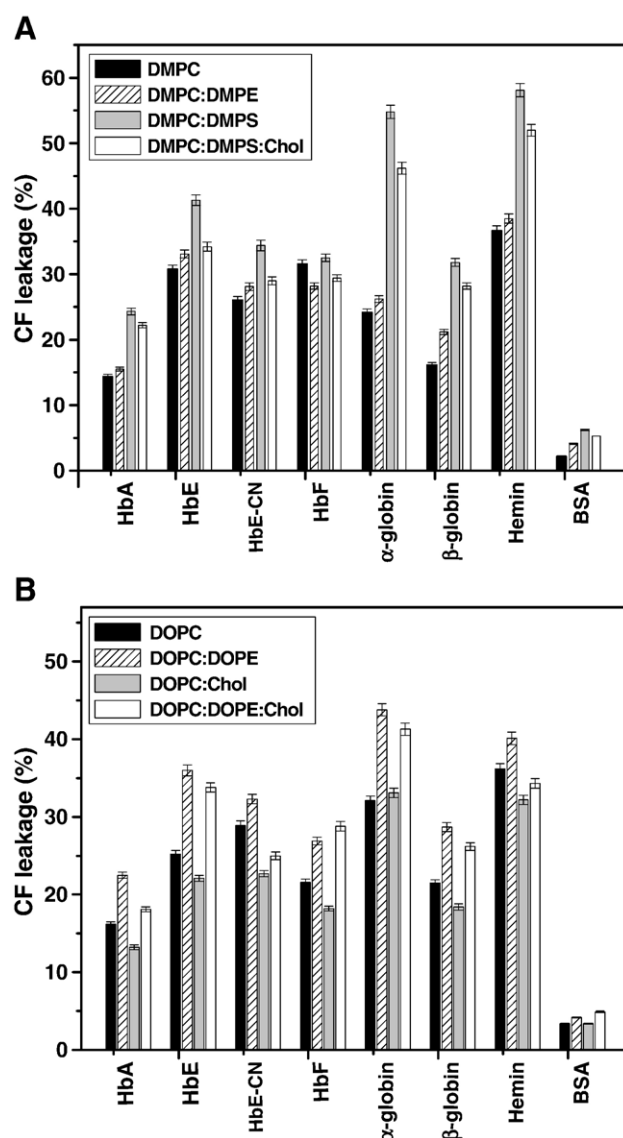 A
CF leakage (%)
60
50
40
30
20
10
0
DMPC
DMPC:DMPE
DMPC:DMPS
DMPC:DMPS:Chol
HbA
HbE
HbE-CN
HbF
α-globin
β-globin
Hemin
BSA
B
CF leakage (%)
50
40
30
20
10
0
DOPC
DOPC:DOPE
DOPC:Chol
DOPC:DOPE:Chol
HbA
HbE
HbE-CN
HbF
α-globin
β-globin
Hemin
BSA